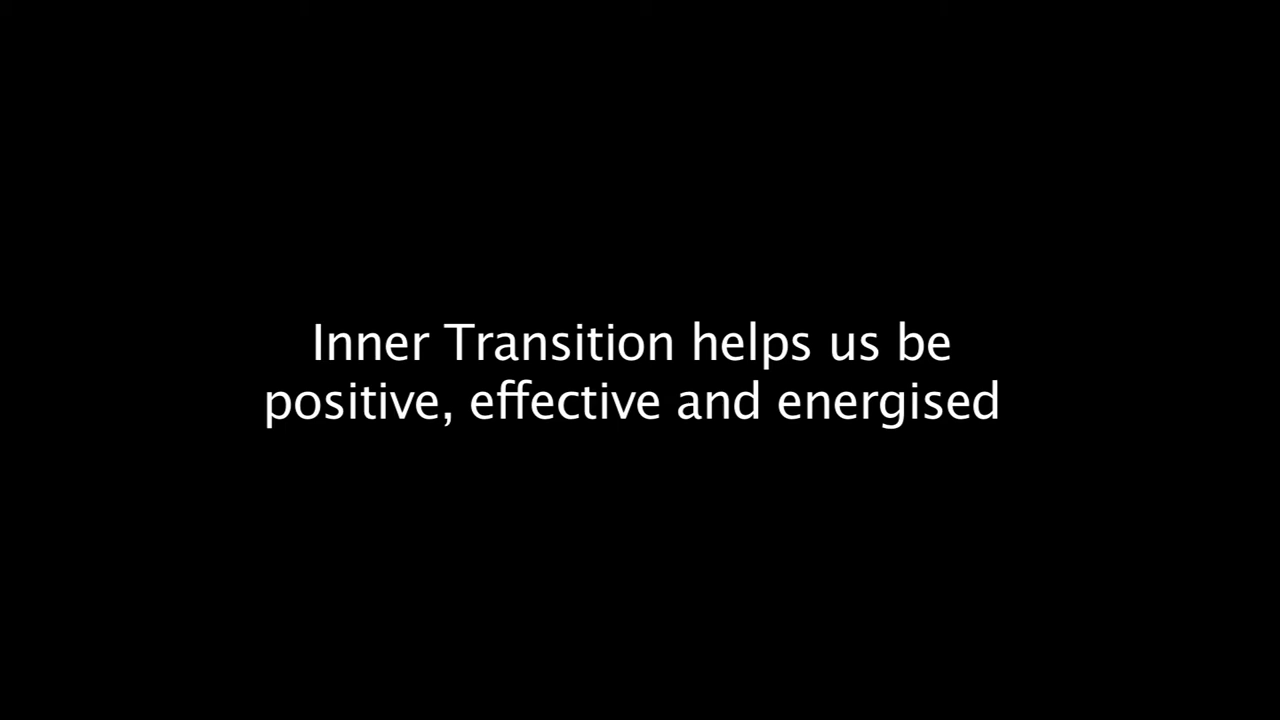 Inner Transition helps us be
positive, effective and energised